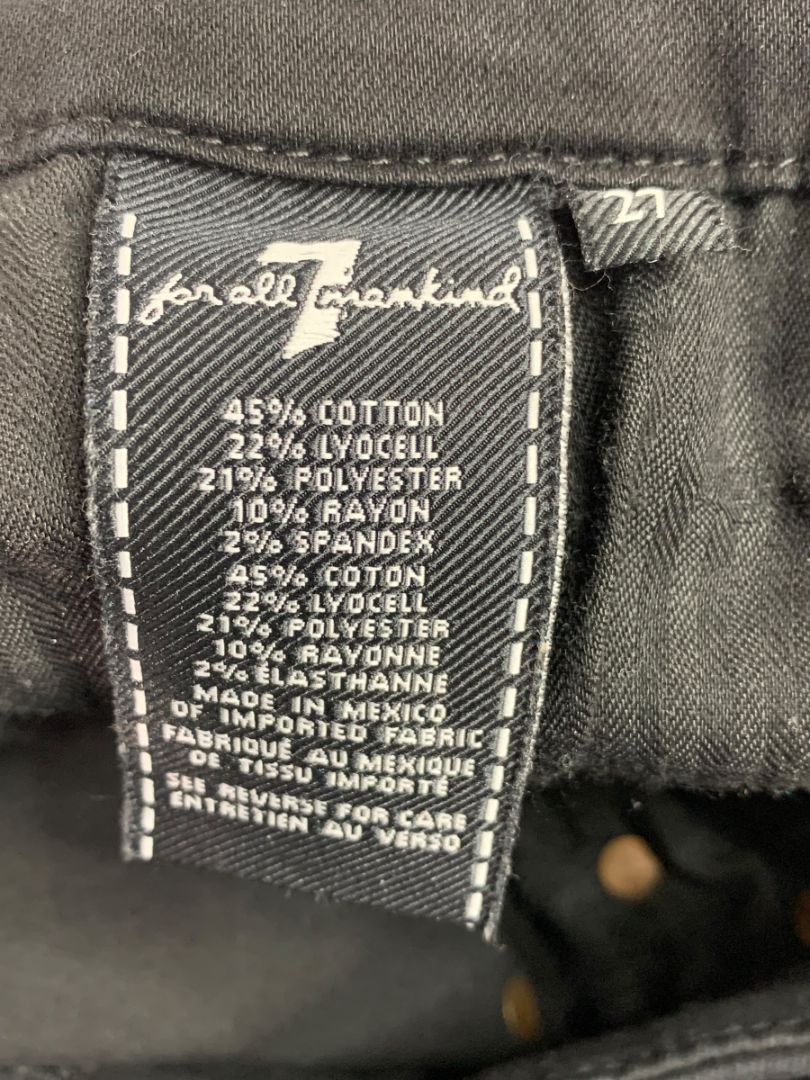 for all 7 mankind
27
45% COTTON
22% LYOCELL
21% POLYESTER
10% RAYON
2% SPANDEX
45% COTON
22% LYOCELL
21% POLYESTER
10% RAYONNE
2% ÉLASTHANNE
MADE IN MEXICO
OF IMPORTED FABRIC
FABRIQUÉ AU MEXIQUE
DE TISSU IMPORTÉ
SEE REVERSE FOR CARE
ENTRETIEN AU VERSO